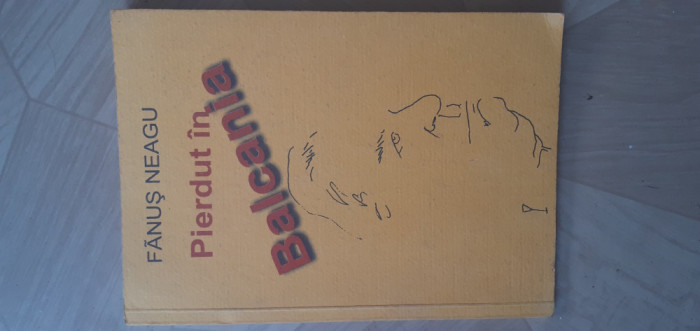 FĂNUŞ NEAGU
Pierdut în
Balcania